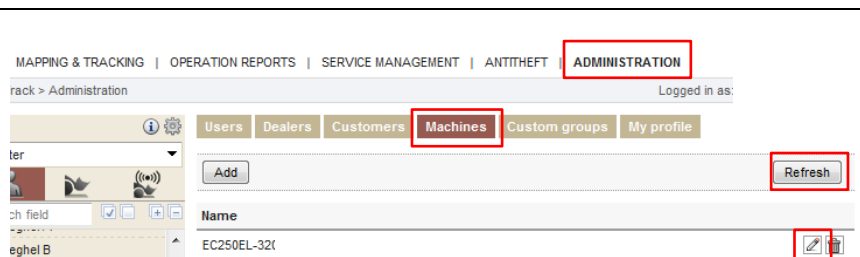 MAPPING & TRACKING | OPERATION REPORTS | SERVICE MANAGEMENT | ANTITHEFT | ADMINISTRATION
rack > Administration Logged in as:
Users Dealers Customers Machines Custom groups My profile
ter
Add Refresh
ch field
Name
eghel B
EC250EL-320